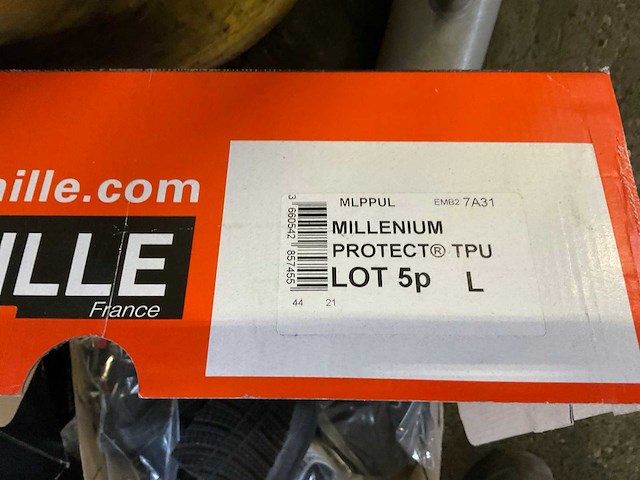 ille.com
ILLE
France
MLPPUL EMB2 7A31
MILLENIUM
PROTECT® TPU
LOT 5p L
3 660542 857455
44 21